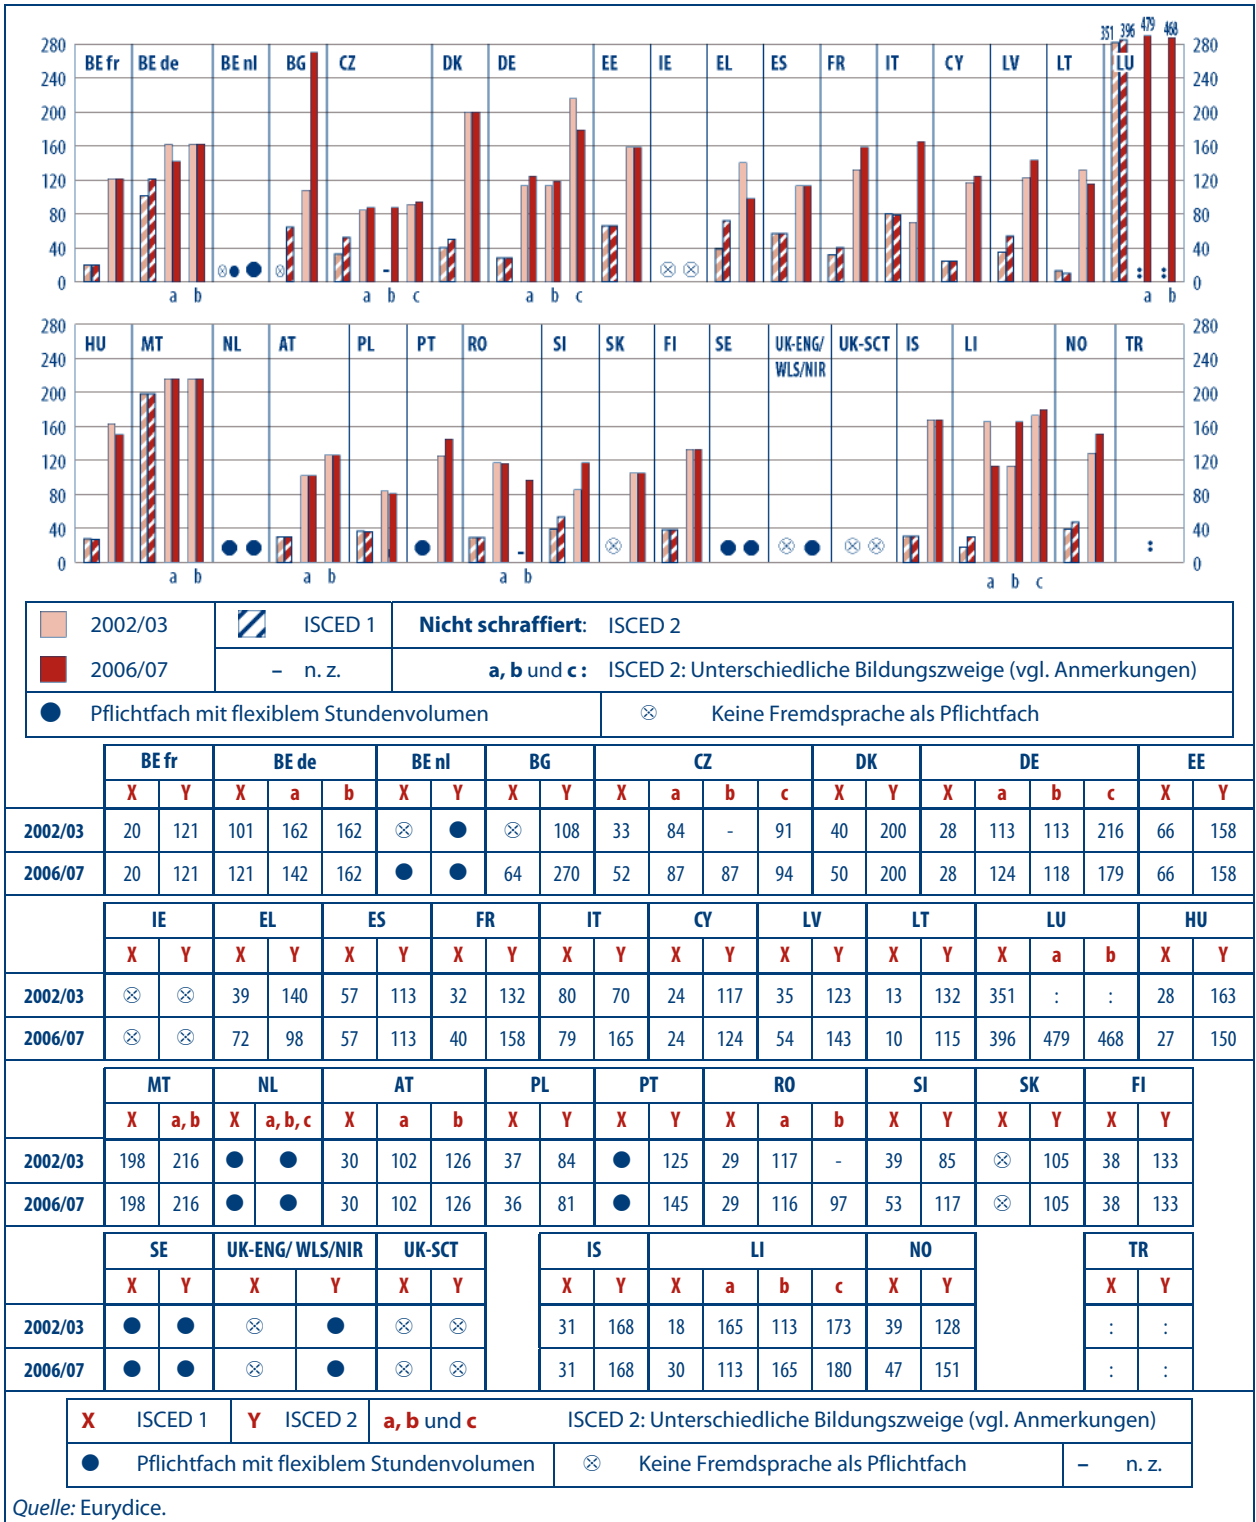 351 396 479 468
280 BE fr BE de BE nl BG CZ DK DE EE IE EL ES FR IT CY LV LT LU 280
240 240
200 200
160 160
120 120
80 80
40 - : : 40
0 0
a b a b c a b c a b
280 HU MT NL AT PL PT RO SI SK FI SE UK-ENG/ UK-SCT IS LI NO TR 280
WLS/NIR
240 240
200 200
160 160
120 120
80 80
40 - : 40
0 0
a b a b a b a b c
2002/03 ISCED 1 Nicht schraffiert: ISCED 2
2006/07 – n. z. a, b und c : ISCED 2: Unterschiedliche Bildungszweige (vgl. Anmerkungen)
● Pflichtfach mit flexiblem Stundenvolumen ⊗ Keine Fremdsprache als Pflichtfach
BE fr BE de BE nl BG CZ DK DE EE
X Y X a b X Y X Y X a b c X Y X a b c X Y
2002/03 20 121 101 162 162 ⊗ ● ⊗ 108 33 84 - 91 40 200 28 113 113 216 66 158
2006/07 20 121 121 142 162 ● ● 64 270 52 87 87 94 50 200 28 124 118 179 66 158
IE EL ES FR IT CY LV LT LU HU
X Y X Y X Y X Y X Y X Y X Y X Y X a b X Y
2002/03 ⊗ ⊗ 39 140 57 113 32 132 80 70 24 117 35 123 13 132 351 : : 28 163
2006/07 ⊗ ⊗ 72 98 57 113 40 158 79 165 24 124 54 143 10 115 396 479 468 27 150
MT NL AT PL PT RO SI SK FI
X a, b X a, b, c X a b X Y X Y X a b X Y X Y X Y
2002/03 198 216 ● ● 30 102 126 37 84 ● 125 29 117 - 39 85 ⊗ 105 38 133
2006/07 198 216 ● ● 30 102 126 36 81 ● 145 29 116 97 53 117 ⊗ 105 38 133
SE UK-ENG/ WLS/NIR UK-SCT IS LI NO TR
X Y X Y X Y X Y X a b c X Y X Y
2002/03 ● ● ⊗ ● ⊗ ⊗ 31 168 18 165 113 173 39 128 : :
2006/07 ● ● ⊗ ● ⊗ ⊗ 31 168 30 113 165 180 47 151 : :
X ISCED 1 Y ISCED 2 a, b und c ISCED 2: Unterschiedliche Bildungszweige (vgl. Anmerkungen)
● Pflichtfach mit flexiblem Stundenvolumen ⊗ Keine Fremdsprache als Pflichtfach – n. z.
Quelle: Eurydice.